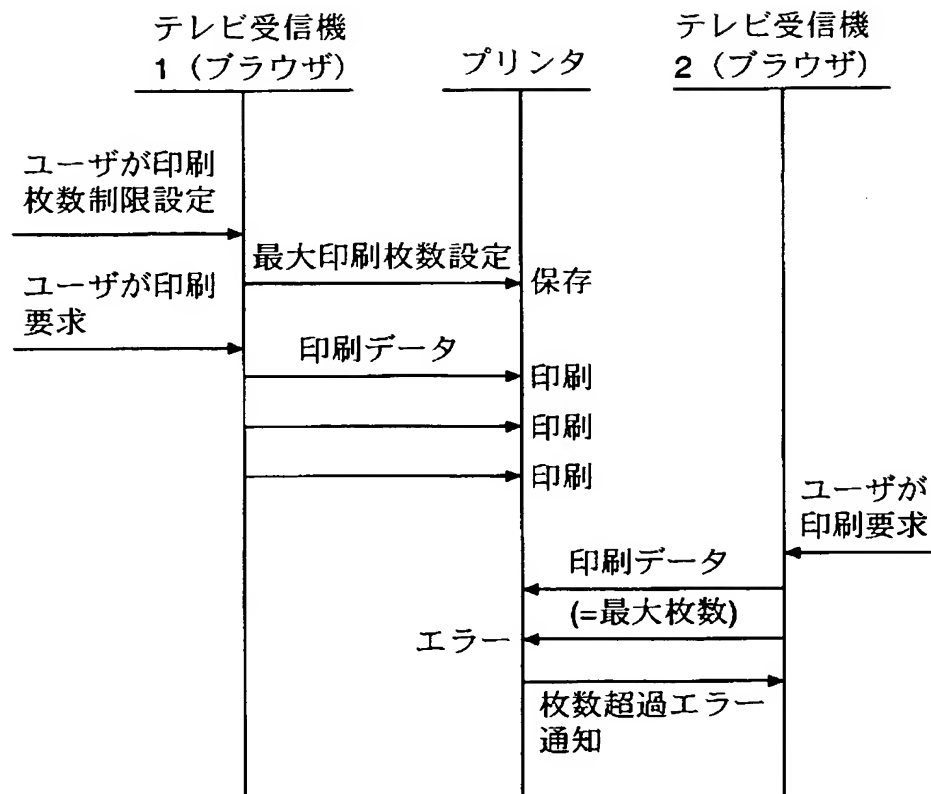 テレビ受信機
1（ブラウザ）
プリンタ
テレビ受信機
2（ブラウザ）
ユーザが印刷
枚数制限設定
最大印刷枚数設定
保存
ユーザが印刷
要求
印刷データ
印刷
印刷
印刷
ユーザが
印刷要求
印刷データ
(=最大枚数)
エラー
枚数超過エラー
通知